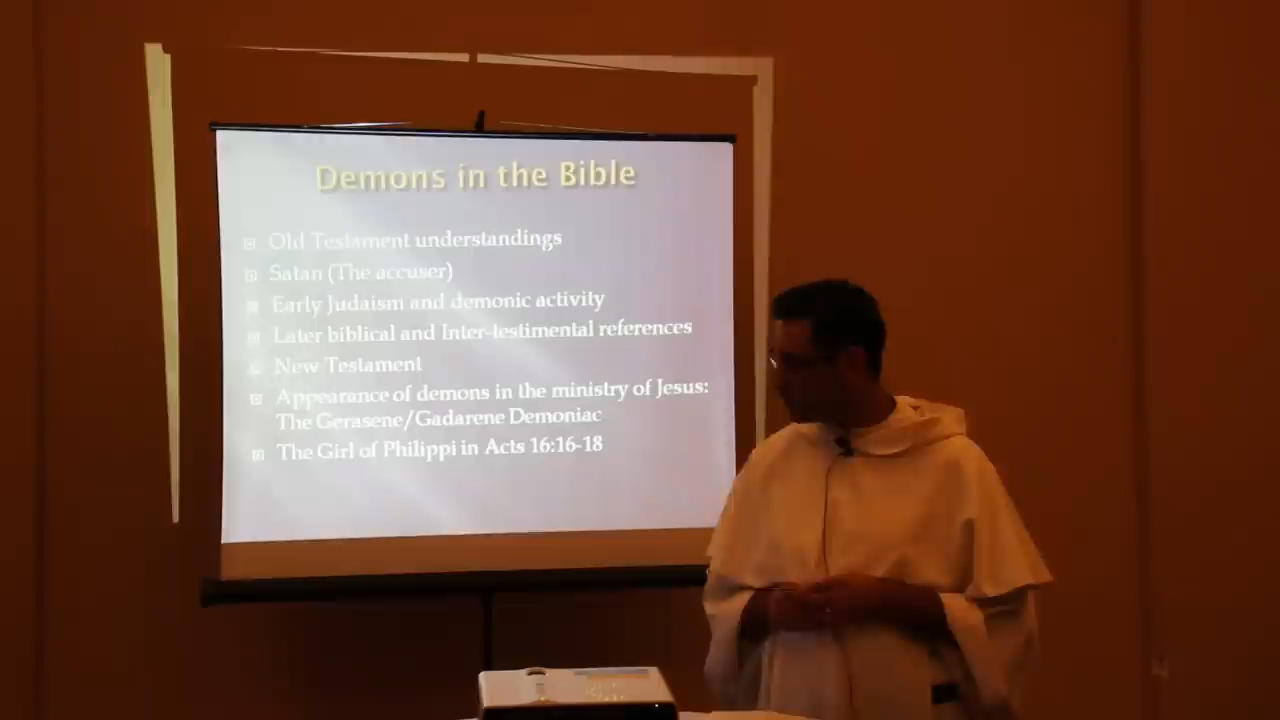 Demons in the Bible
Old Testament understandings
Satan (The accuser)
Early Judaism and demonic activity
Later biblical and Inter-testimental references
New Testament
Appearance of demons in the ministry of Jesus:
The Gerasene/Gadarene Demoniac
The Girl of Philippi in Acts 16:16-18